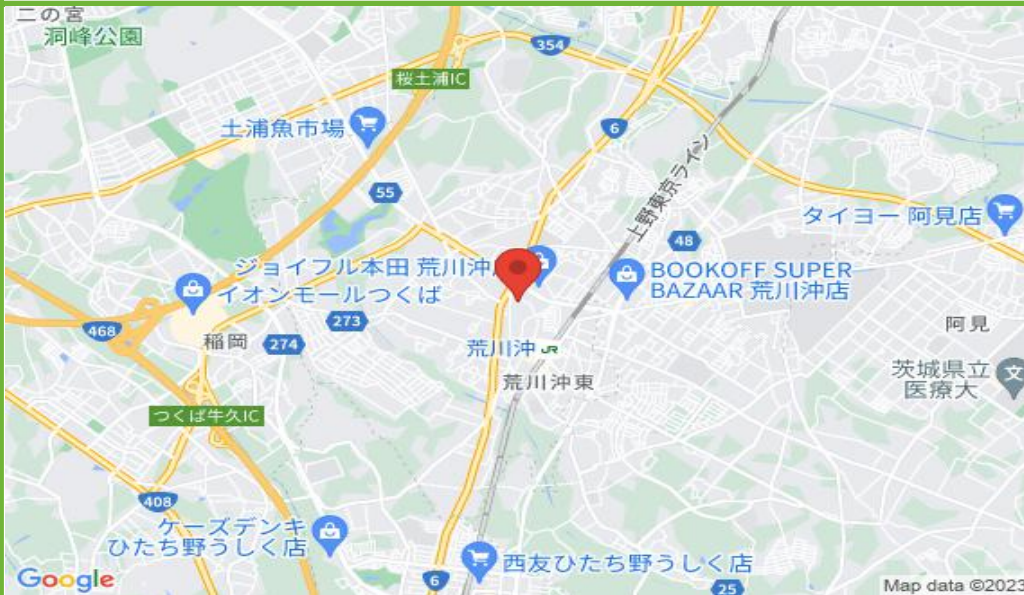 二の宮
洞峰公園
354
桜土浦IC
土浦魚市場
6
上野東京ライン
55
タイヨー 阿見店
48
ジョイフル本田 荒川沖
BOOKOFF SUPER
BAZAAR 荒川沖店
イオンモールつくば
468
273
阿見
稲岡
274
荒川沖 JR
荒川沖東
茨城県立
医療大
文
つくば牛久IC
408
ケーズデンキ
ひたち野うしく店
西友ひたち野うしく店
Google
6
25
Map data ©2023